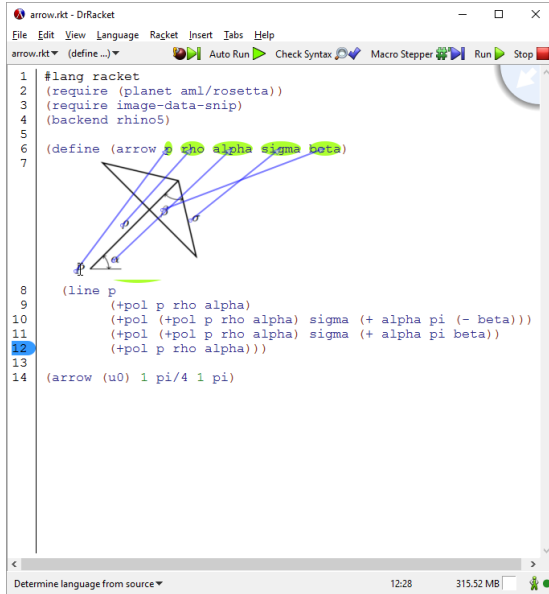 arrow.rkt - DrRacket
File Edit View Language Racket Insert Tabs Help
arrow.rkt (define ...) Auto Run Check Syntax Macro Stepper Run Stop
1 #lang racket
2 (require (planet aml/rosetta))
3 (require image-data-snip)
4 (backend rhino5)
5
6 (define (arrow p rho alpha sigma beta)
7
ρ β σ
p α
8 (line p
9 (+pol p rho alpha)
10 (+pol (+pol p rho alpha) sigma (+ alpha pi (- beta)))
11 (+pol (+pol p rho alpha) sigma (+ alpha pi beta))
12 (+pol p rho alpha)))
13
14 (arrow (u0) 1 pi/4 1 pi)
Determine language from source 12:28 315.52 MB